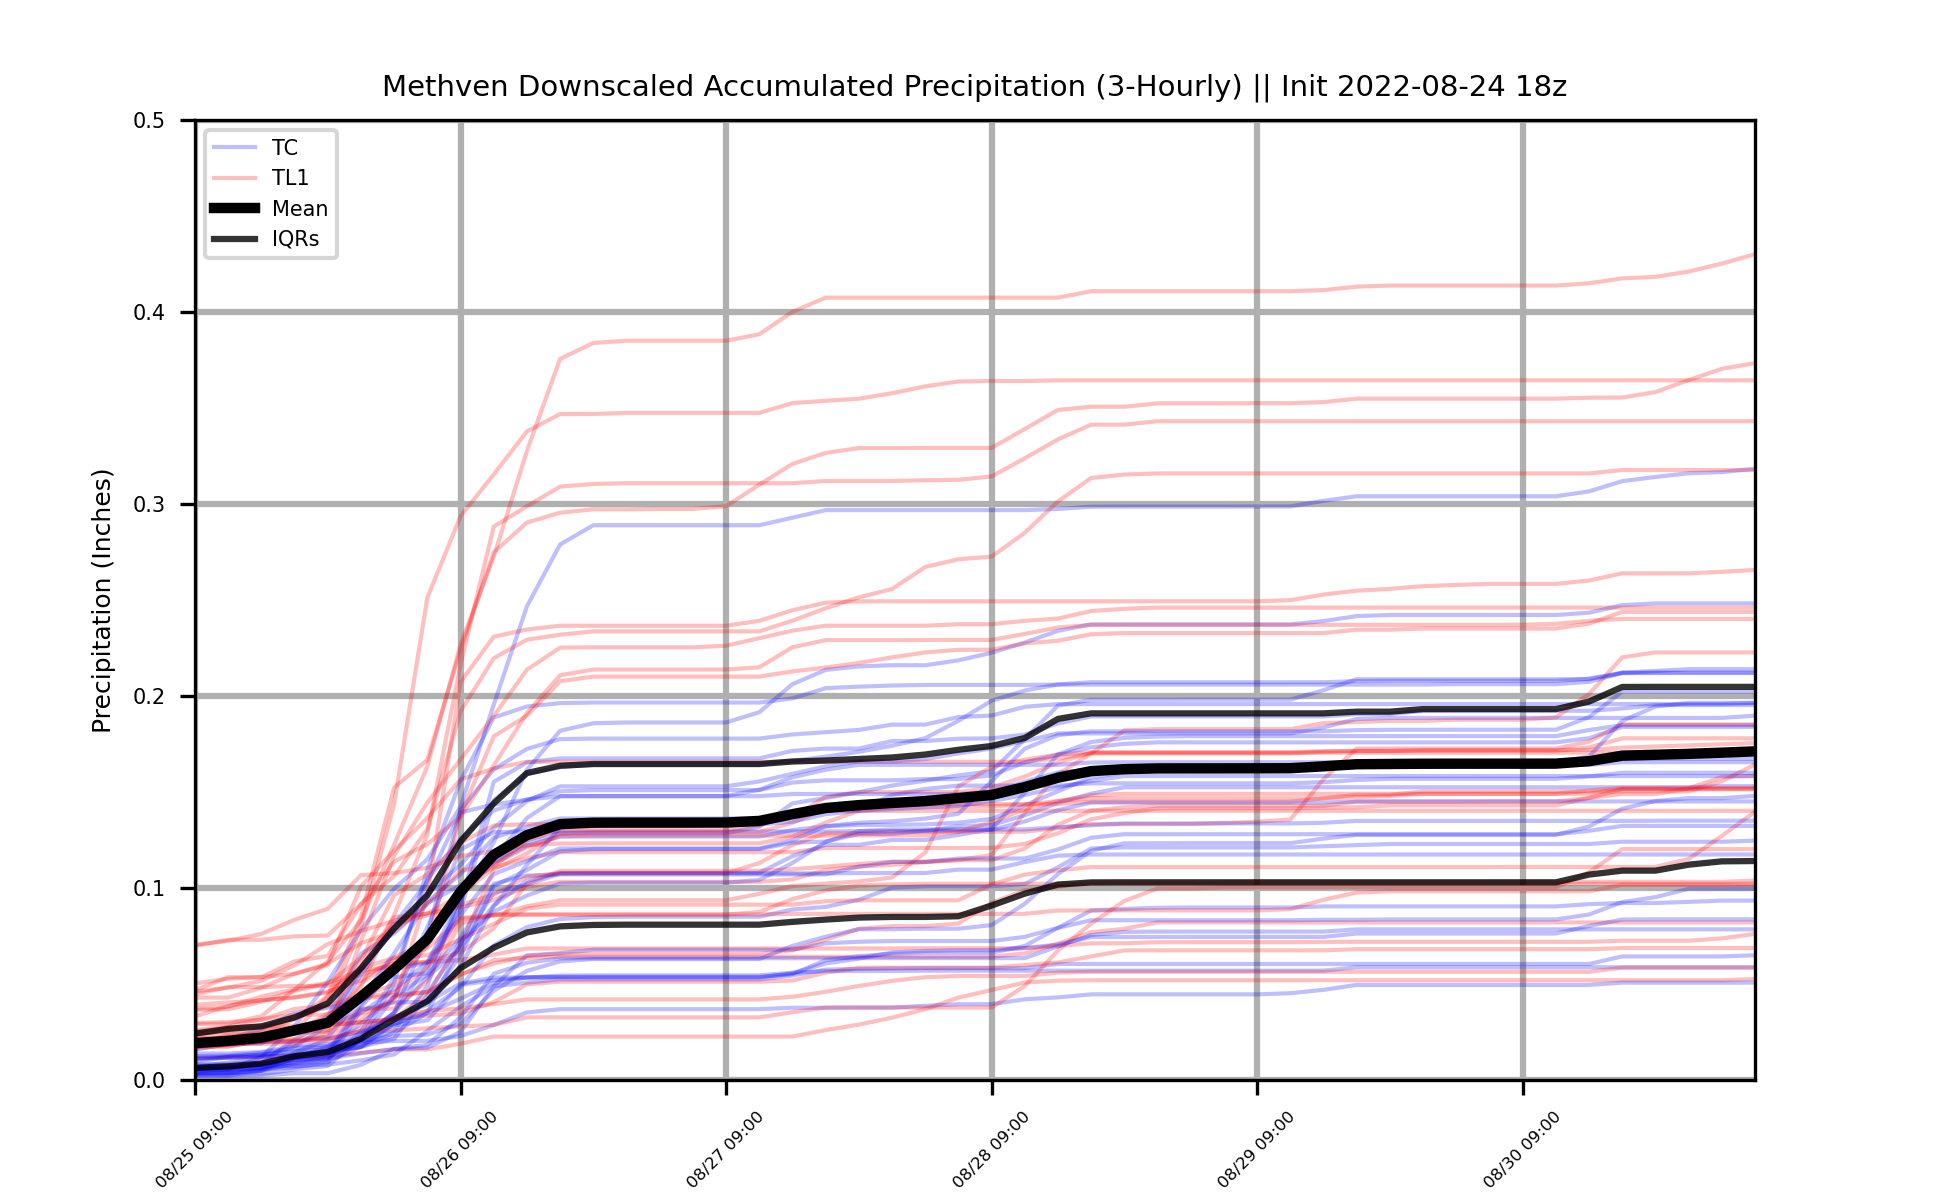 Methven Downscaled Accumulated Precipitation (3-Hourly) || Init 2022-08-24 18z
TC
TL1
Mean
IQRs
Precipitation (Inches)
0.5
0.4
0.3
0.2
0.1
0.0
08/25 09:00
08/26 09:00
08/27 09:00
08/28 09:00
08/29 09:00
08/30 09:00